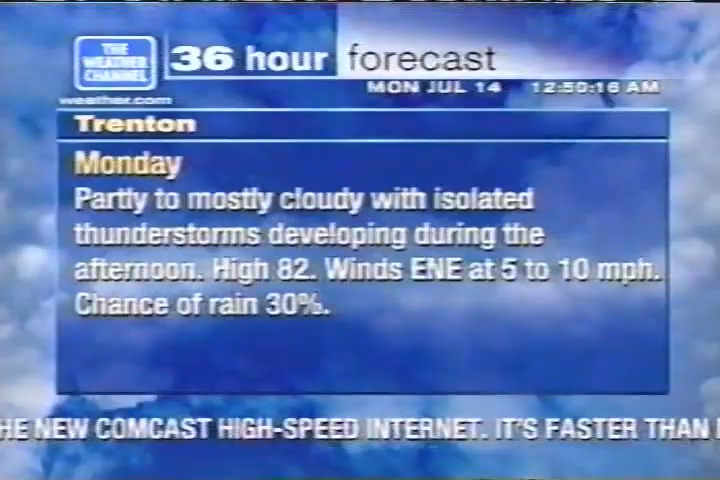 THE
WEATHER
CHANNEL
36 hour forecast
weather.com
MON JUL 14 12:50:16 AM
Trenton
Monday
Partly to mostly cloudy with isolated
thunderstorms developing during the
afternoon. High 82. Winds ENE at 5 to 10 mph.
Chance of rain 30%.
HE NEW COMCAST HIGH-SPEED INTERNET. IT'S FASTER THAN